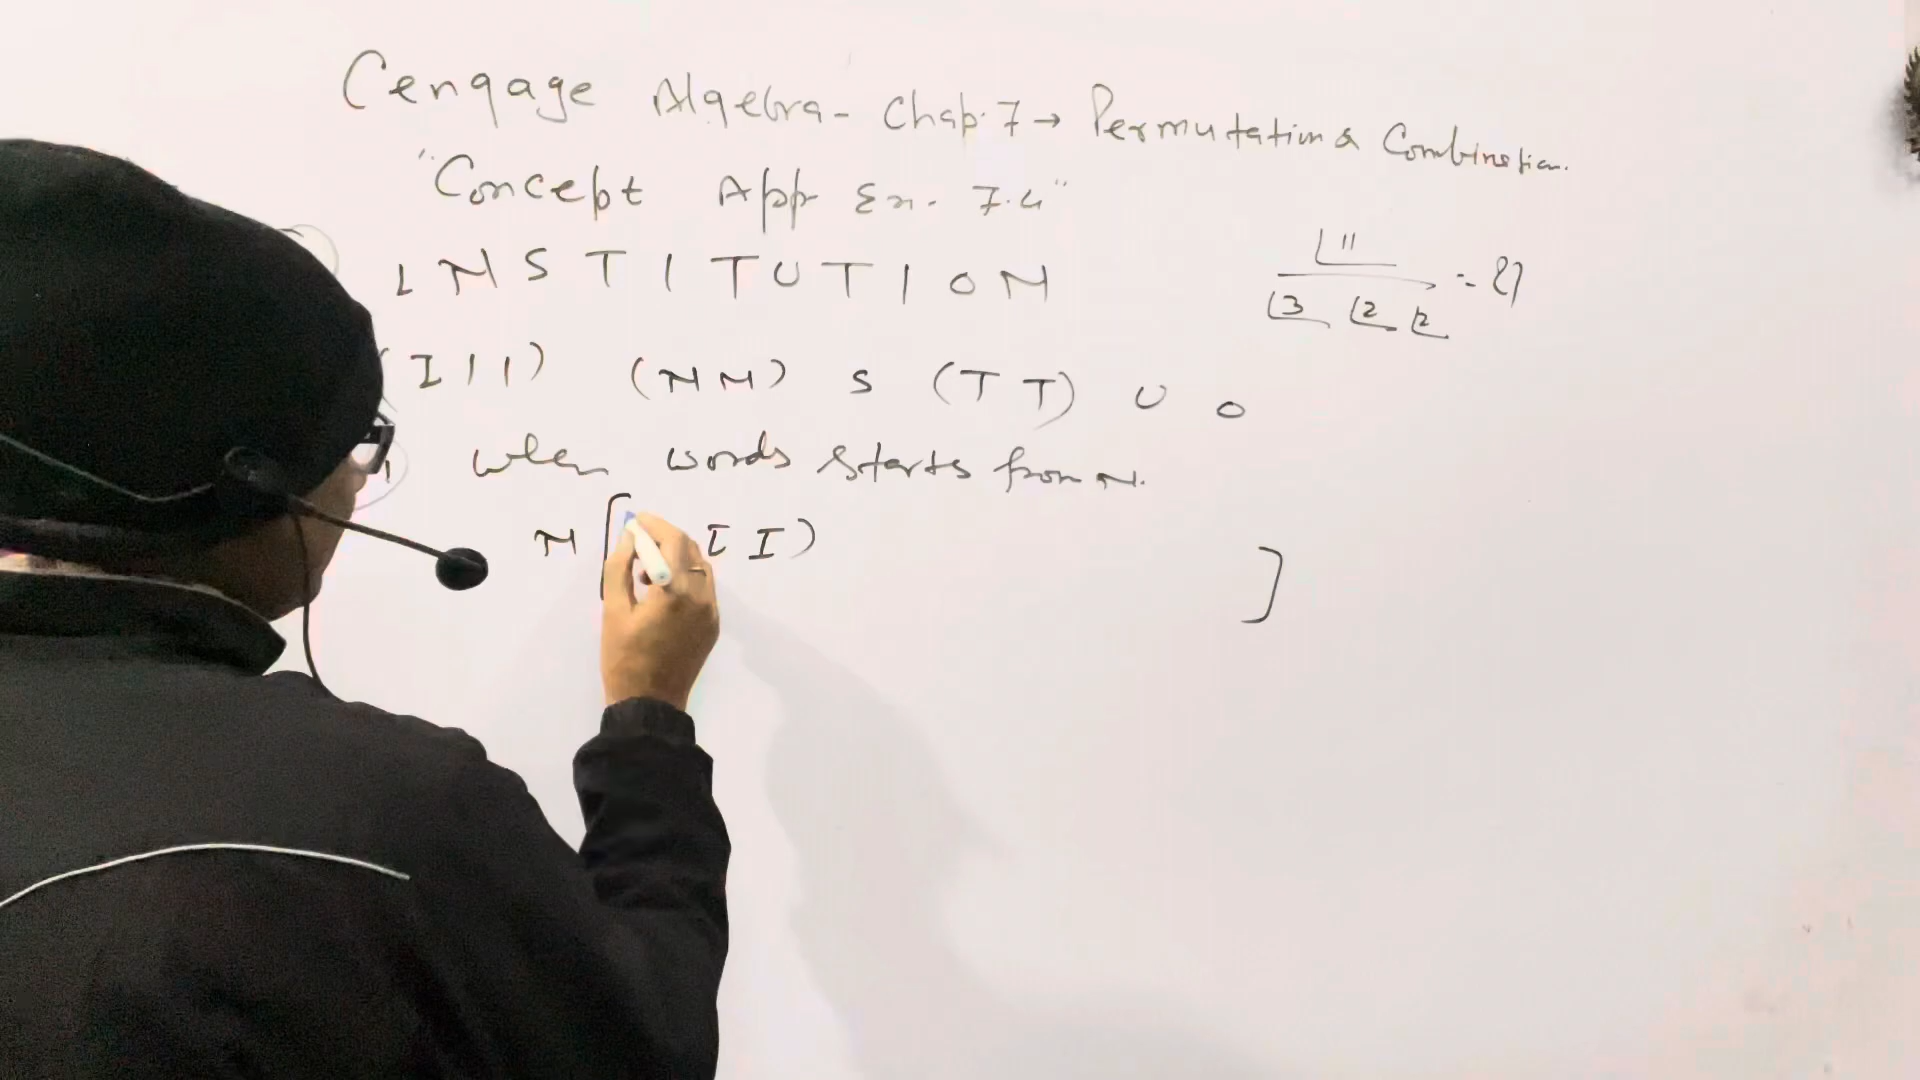 Cengage Algebra - Chap. 7 → Permutation & Combination.
"Concept App Ex. 7.4"
I N S T I T U T I O N
(I I I) (N N) S (T T) U O
when words starts from N.
N [ I I) ]
11
3 2 2